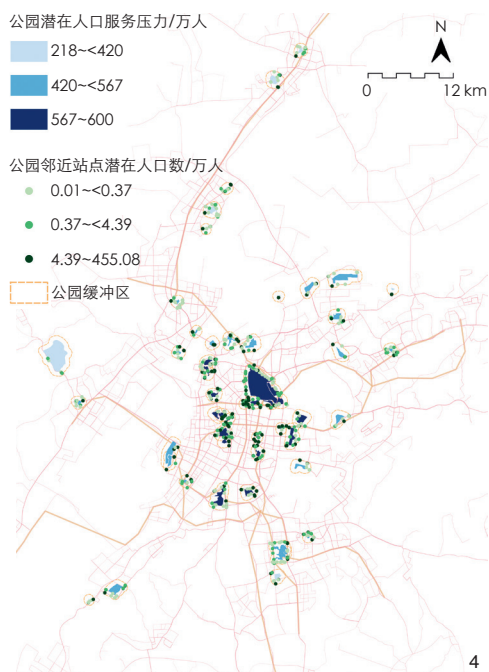 公园潜在人口服务压力/万人
218~<420
420~<567
567~600
公园邻近站点潜在人口数/万人
0.01~<0.37
0.37~<4.39
4.39~455.08
公园缓冲区
N
0 12 km
4